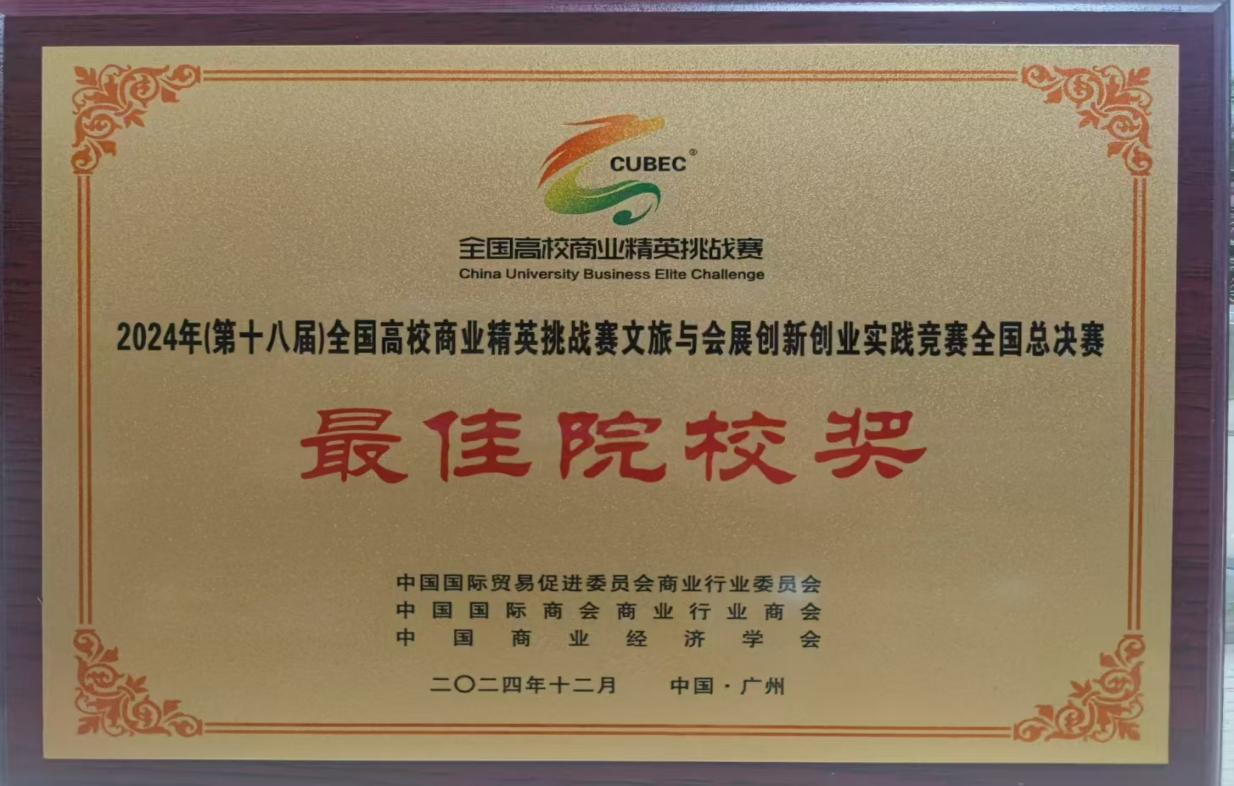 CUBEC®
全国高校商业精英挑战赛
China University Business Elite Challenge
2024年(第十八届)全国高校商业精英挑战赛文旅与会展创新创业实践竞赛全国总决赛
最佳院校奖
中国国际贸易促进委员会商业行业委员会
中国国际商会商业行业商会
中国商业经济学会
二〇二四年十二月 中国·广州